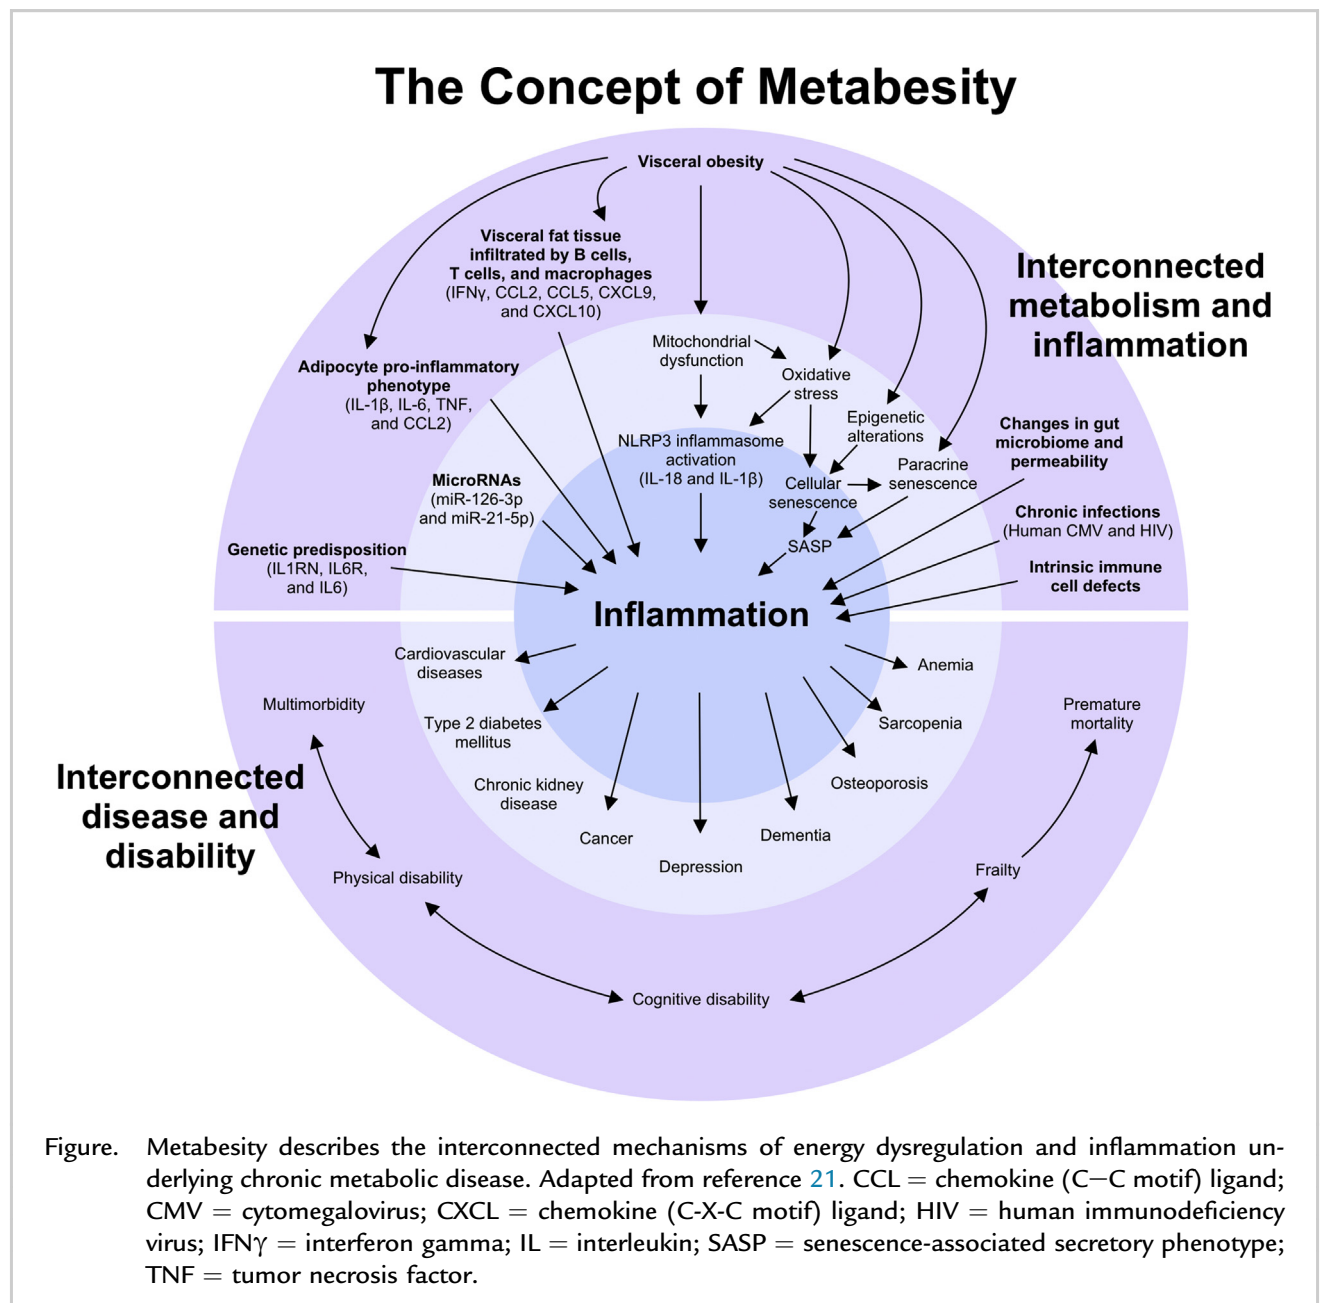 The Concept of Metabesity
Visceral obesity
Visceral fat tissue
infiltrated by B cells,
T cells, and macrophages
(IFNγ, CCL2, CCL5, CXCL9,
and CXCL10)
Interconnected
metabolism and
inflammation
Mitochondrial
dysfunction
Oxidative
stress
Adipocyte pro-inflammatory
phenotype
(IL-1β, IL-6, TNF,
and CCL2)
Epigenetic
alterations
Changes in gut
microbiome and
permeability
NLRP3 inflammasome
activation
(IL-18 and IL-1β)
Paracrine
senescence
MicroRNAs
(miR-126-3p
and miR-21-5p)
Cellular
senescence
Chronic infections
(Human CMV and HIV)
SASP
Genetic predisposition
(IL1RN, IL6R,
and IL6)
Intrinsic immune
cell defects
Inflammation
Cardiovascular
diseases
Anemia
Multimorbidity
Type 2 diabetes
mellitus
Sarcopenia
Premature
mortality
Interconnected
disease and
disability
Chronic kidney
disease
Osteoporosis
Cancer
Dementia
Depression
Physical disability
Frailty
Cognitive disability
Figure. Metabesity describes the interconnected mechanisms of energy dysregulation and inflammation un-
derlying chronic metabolic disease. Adapted from reference 21. CCL = chemokine (C−C motif) ligand;
CMV = cytomegalovirus; CXCL = chemokine (C-X-C motif) ligand; HIV = human immunodeficiency
virus; IFNγ = interferon gamma; IL = interleukin; SASP = senescence-associated secretory phenotype;
TNF = tumor necrosis factor.